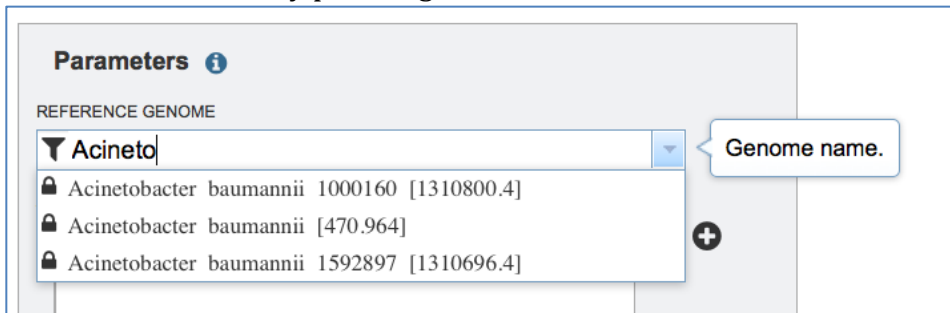 Parameters
REFERENCE GENOME
Acineto
Genome name.
Acinetobacter baumannii 1000160 [1310800.4]
Acinetobacter baumannii [470.964]
Acinetobacter baumannii 1592897 [1310696.4]